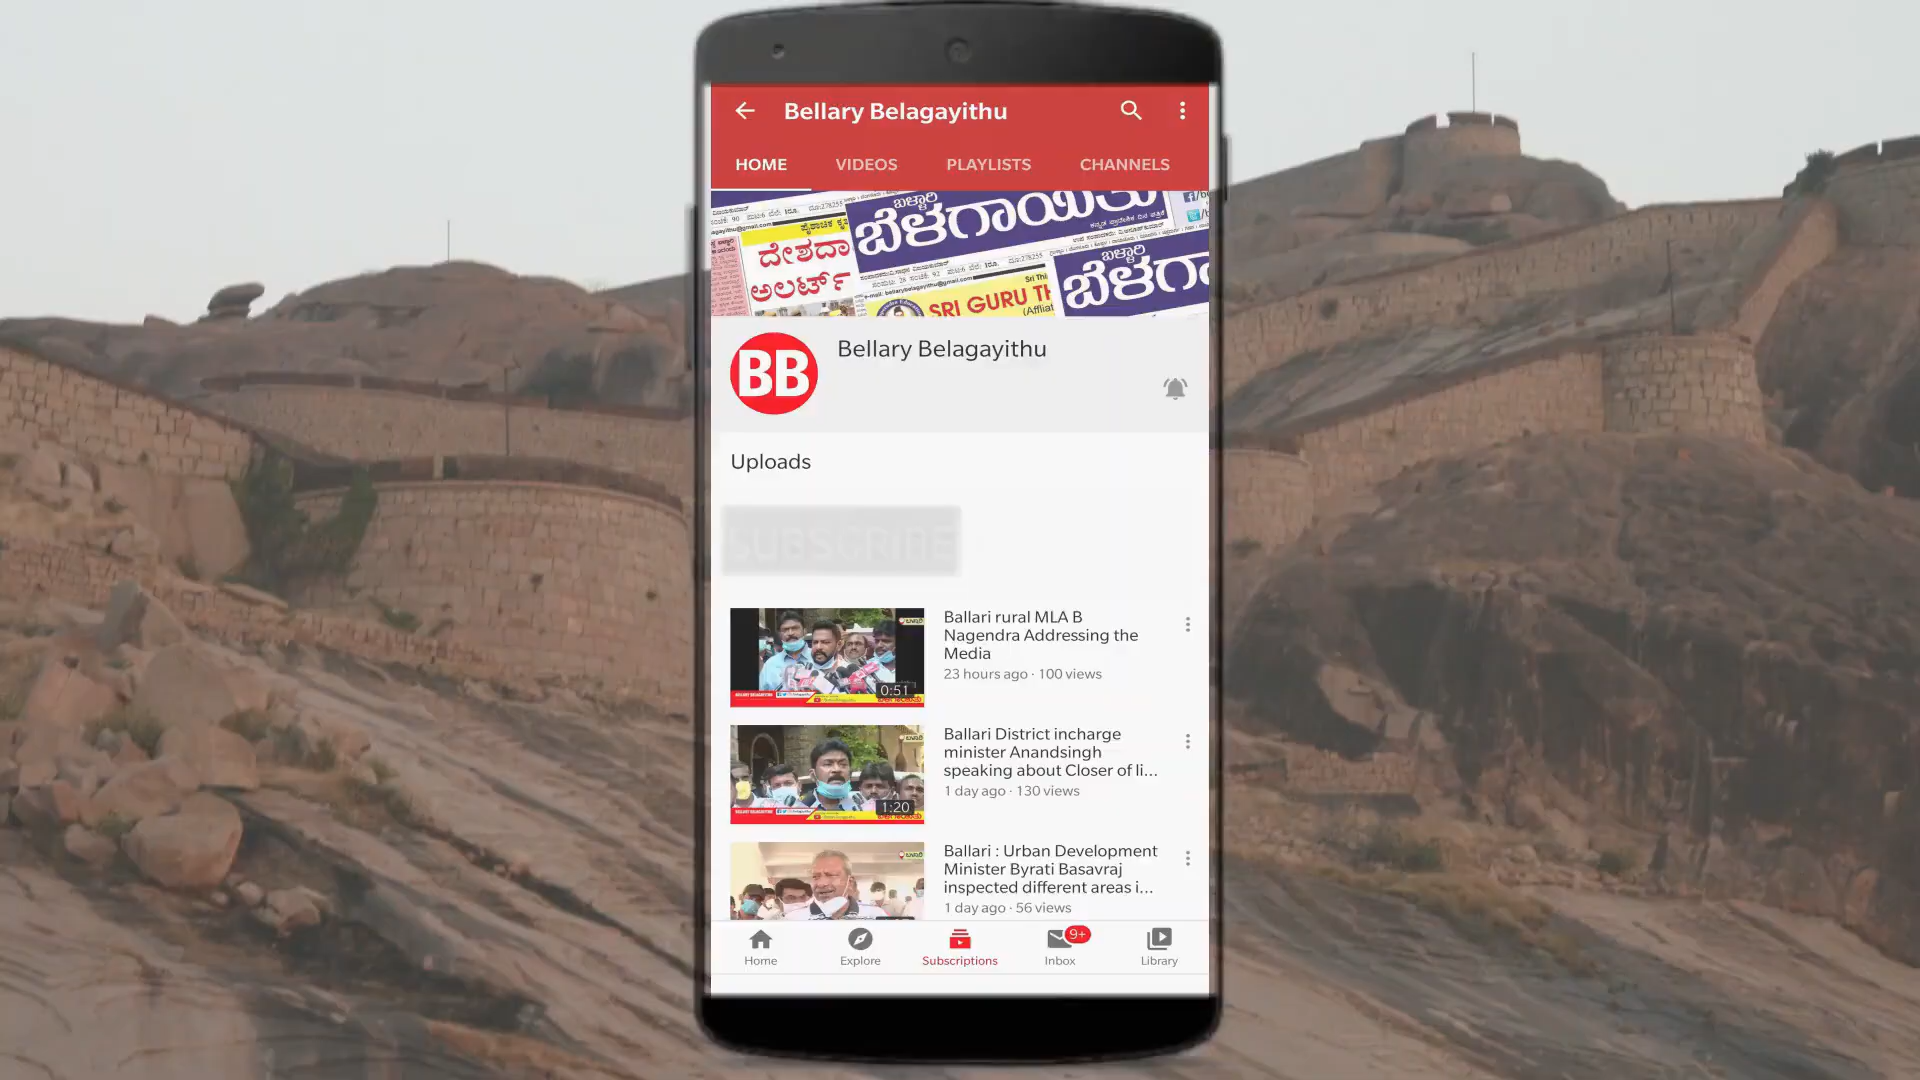 Bellary Belagayithu
HOME VIDEOS PLAYLISTS CHANNELS
ಬಳ್ಳಾರಿ
ಬೆಳಗಾಯಿತು
ದೇಶದಾ
ಅಲರ್ಟ್
ಬಳ್ಳಾರಿ
ಬೆಳಗಾ
SRI GURU TH
(Affliat
Bellary Belagayithu
BB
Uploads
SUBSCRIBE
Ballari rural MLA B
Nagendra Addressing the
Media
23 hours ago · 100 views
0:51
Ballari District incharge
minister Anandsingh
speaking about Closer of li...
1 day ago · 130 views
1:20
Ballari : Urban Development
Minister Byrati Basavraj
inspected different areas i...
1 day ago · 56 views
9+
Home Explore Subscriptions Inbox Library